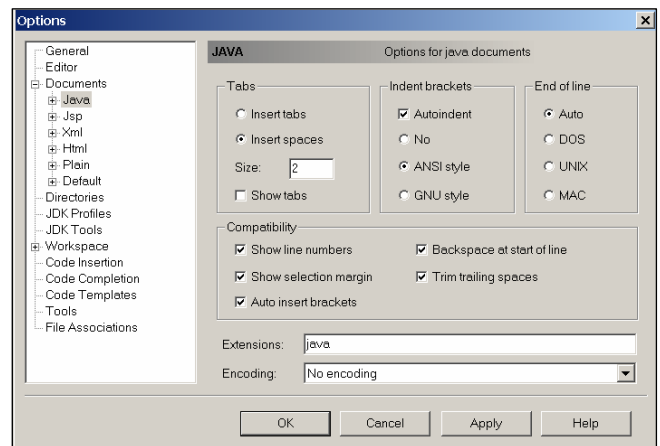 Options
General
Editor
Documents
Java
Jsp
Xml
Html
Plain
Default
Directories
JDK Profiles
JDK Tools
Workspace
Code Insertion
Code Completion
Code Templates
Tools
File Associations
JAVA Options for java documents
Tabs
Insert tabs
Insert spaces
Size: 2
Show tabs
Indent brackets
Autoindent
No
ANSI style
GNU style
End of line
Auto
DOS
UNIX
MAC
Compatibility
Show line numbers
Show selection margin
Auto insert brackets
Backspace at start of line
Trim trailing spaces
Extensions: java
Encoding: No encoding
OK Cancel Apply Help